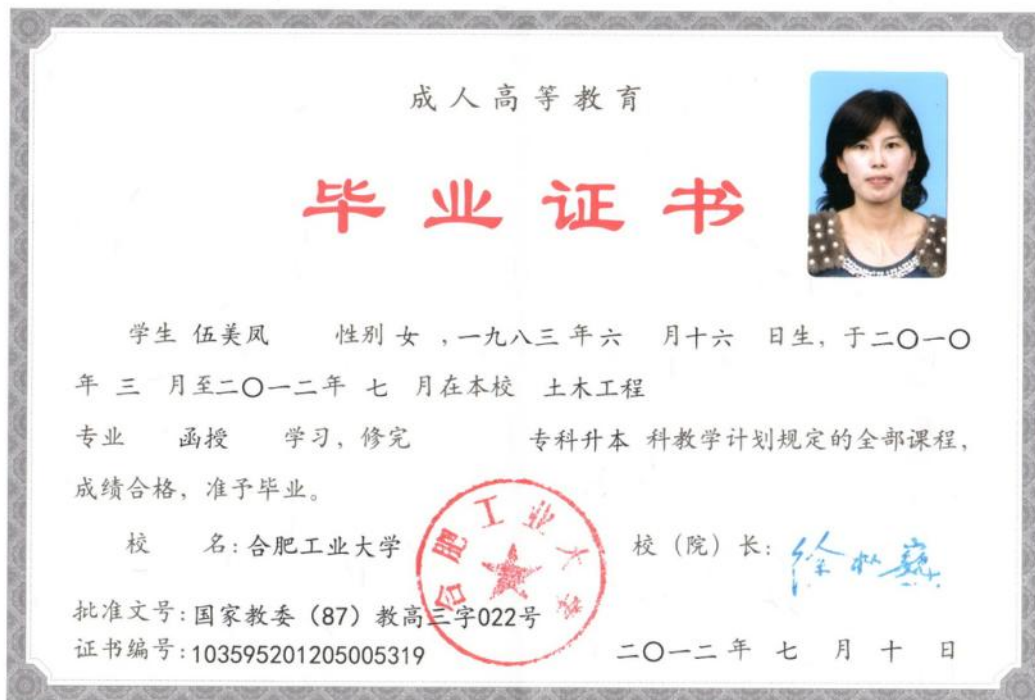 成人高等教育
毕业证书
学生 伍美凤 性别 女 ,一九八三 年 六 月十六 日生, 于二〇一〇
年 三 月至二〇一二年 七 月在本校 土木工程
专业 函授 学习, 修完 专科升本 科教学计划规定的全部课程,
成绩合格, 准予毕业。
校 名: 合肥工业大学 校（院）长: 徐枞巍
合肥工业大学
批准文号: 国家教委（87）教高三字022号
证书编号: 103595201205005319 二〇一二 年 七 月 十 日